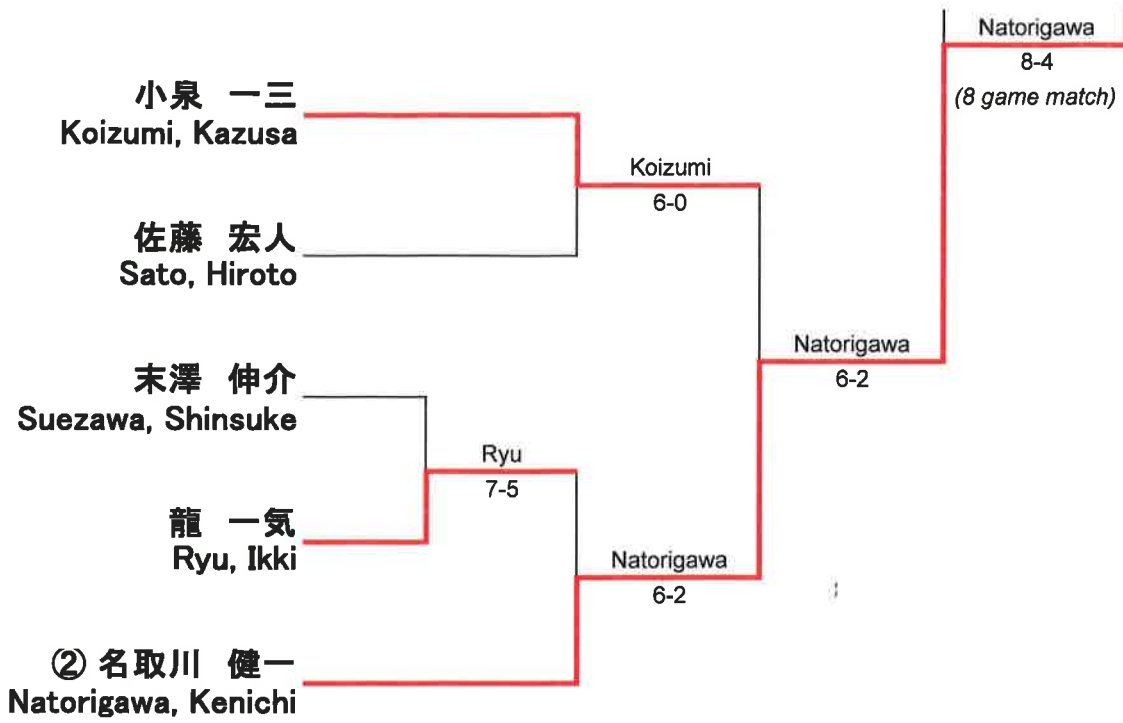 小泉 一三
Koizumi, Kazusa
佐藤 宏人
Sato, Hiroto
末澤 伸介
Suezawa, Shinsuke
龍 一気
Ryu, Ikki
② 名取川 健一
Natorigawa, Kenichi
Ryu
7-5
Koizumi
6-0
Natorigawa
6-2
Natorigawa
6-2
Natorigawa
8-4
(8 game match)